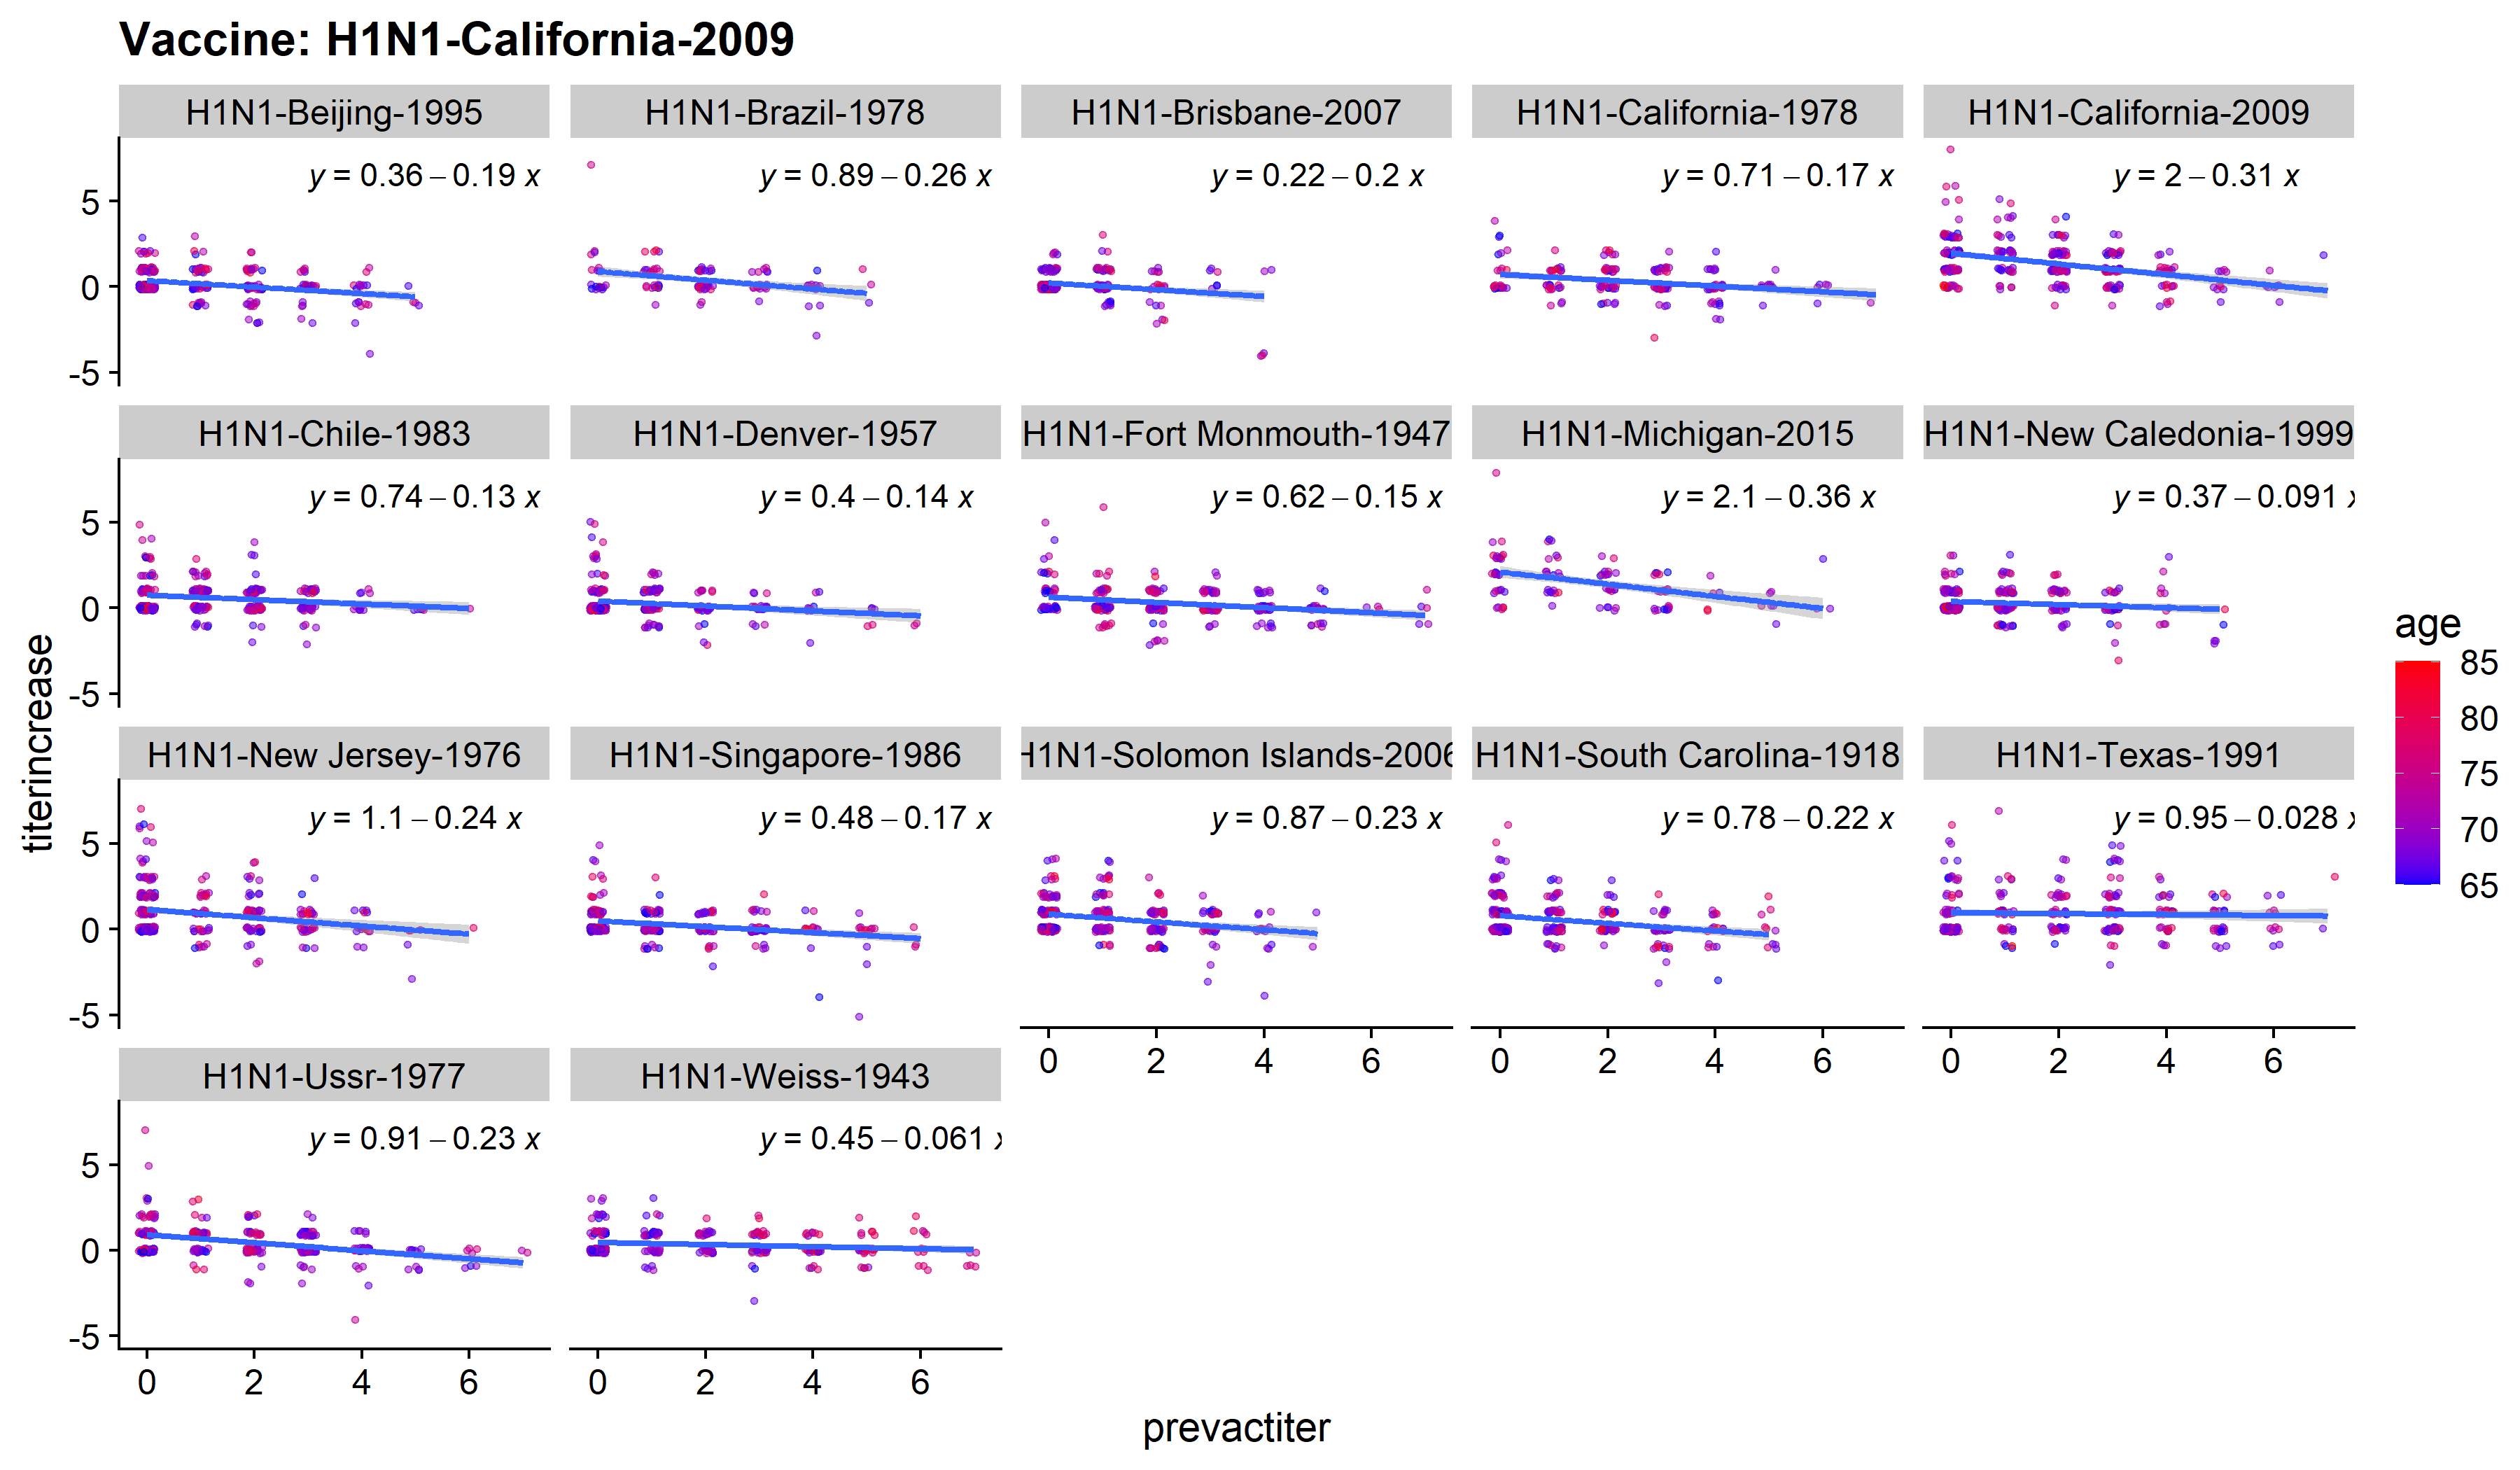 Vaccine: H1N1-California-2009
H1N1-Beijing-1995
H1N1-Brazil-1978
H1N1-Brisbane-2007
H1N1-California-1978
H1N1-California-2009
y = 0.36 – 0.19 x
y = 0.89 – 0.26 x
y = 0.22 – 0.2 x
y = 0.71 – 0.17 x
y = 2 – 0.31 x
5
0
-5
H1N1-Chile-1983
H1N1-Denver-1957
H1N1-Fort Monmouth-1947
H1N1-Michigan-2015
H1N1-New Caledonia-1999
y = 0.74 – 0.13 x
y = 0.4 – 0.14 x
y = 0.62 – 0.15 x
y = 2.1 – 0.36 x
y = 0.37 – 0.091 x
5
0
-5
H1N1-New Jersey-1976
H1N1-Singapore-1986
H1N1-Solomon Islands-2006
H1N1-South Carolina-1918
H1N1-Texas-1991
y = 1.1 – 0.24 x
y = 0.48 – 0.17 x
y = 0.87 – 0.23 x
y = 0.78 – 0.22 x
y = 0.95 – 0.028 x
5
0
-5
0 2 4 6
0 2 4 6
0 2 4 6
H1N1-Ussr-1977
H1N1-Weiss-1943
y = 0.91 – 0.23 x
y = 0.45 – 0.061 x
5
0
-5
0 2 4 6
0 2 4 6
prevactiter
titerincrease
age
85
80
75
70
65